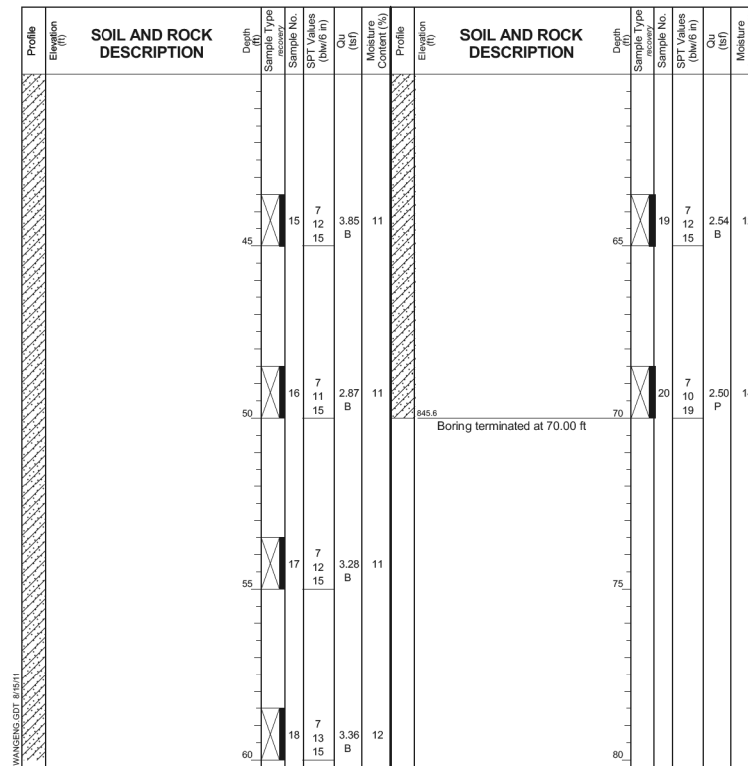 Profile
Elevation (ft)
SOIL AND ROCK DESCRIPTION
Depth (ft)
Sample Type recovery
Sample No.
SPT Values (blw/6 in)
Qu (tsf)
Moisture Content (%)
Profile
Elevation (ft)
SOIL AND ROCK DESCRIPTION
Depth (ft)
Sample Type recovery
Sample No.
SPT Values (blw/6 in)
Qu (tsf)
Moisture
7
15 12 3.85 11
45 15 B
7
16 11 2.87 11
50 15 B
7
17 12 3.28 11
55 15 B
7
18 13 3.36 12
60 15 B
7
19 12 2.54
65 15 B
7
20 10 2.50
845.6 70 19 P
Boring terminated at 70.00 ft
75
80
WANGENG.GDT 8/15/11